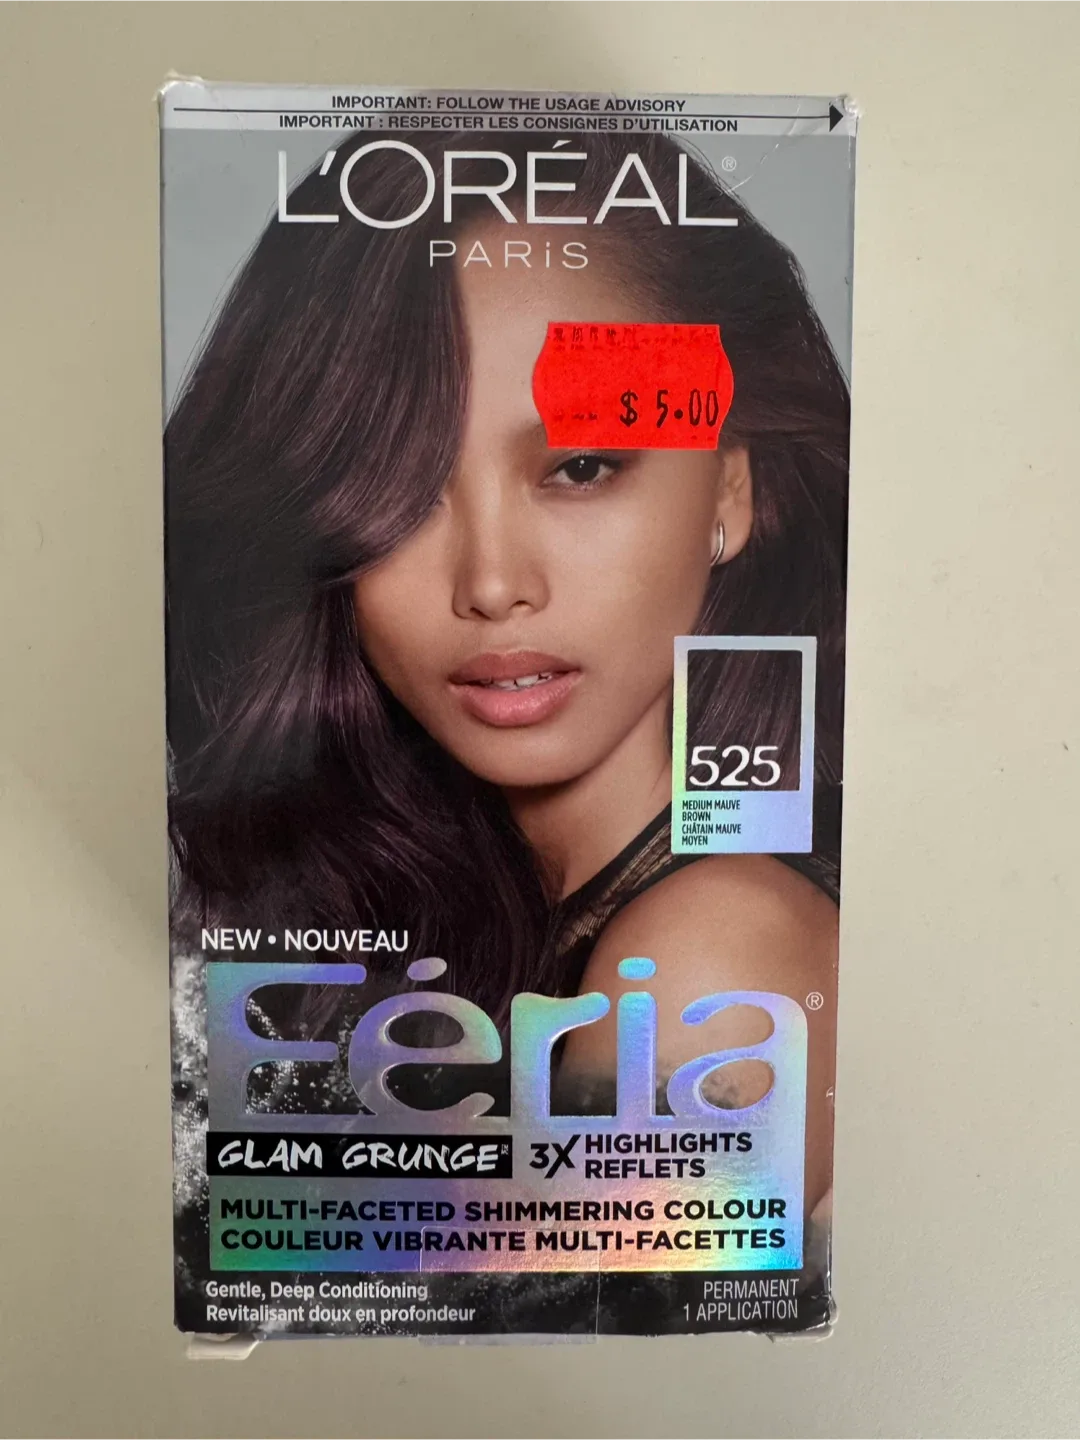 IMPORTANT: FOLLOW THE USAGE ADVISORY
IMPORTANT : RESPECTER LES CONSIGNES D'UTILISATION
L'ORÉAL®
PARiS
$ 5.00
525
MEDIUM MAUVE
BROWN
CHÂTAIN MAUVE
MOYEN
NEW • NOUVEAU
Féria®
GLAM GRUNGE™
3X HIGHLIGHTS
REFLETS
MULTI-FACETED SHIMMERING COLOUR
COULEUR VIBRANTE MULTI-FACETTES
Gentle, Deep Conditioning
Revitalisant doux en profondeur
PERMANENT
1 APPLICATION